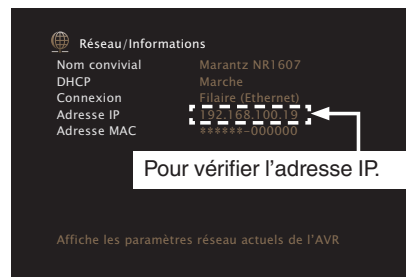 Réseau/Informations
Nom convivial Marantz NR1607
DHCP Marche
Connexion Filaire (Ethernet)
Adresse IP 192.168.100.19
Adresse MAC ******-000000
Pour vérifier l'adresse IP.
Affiche les paramètres réseau actuels de l'AVR